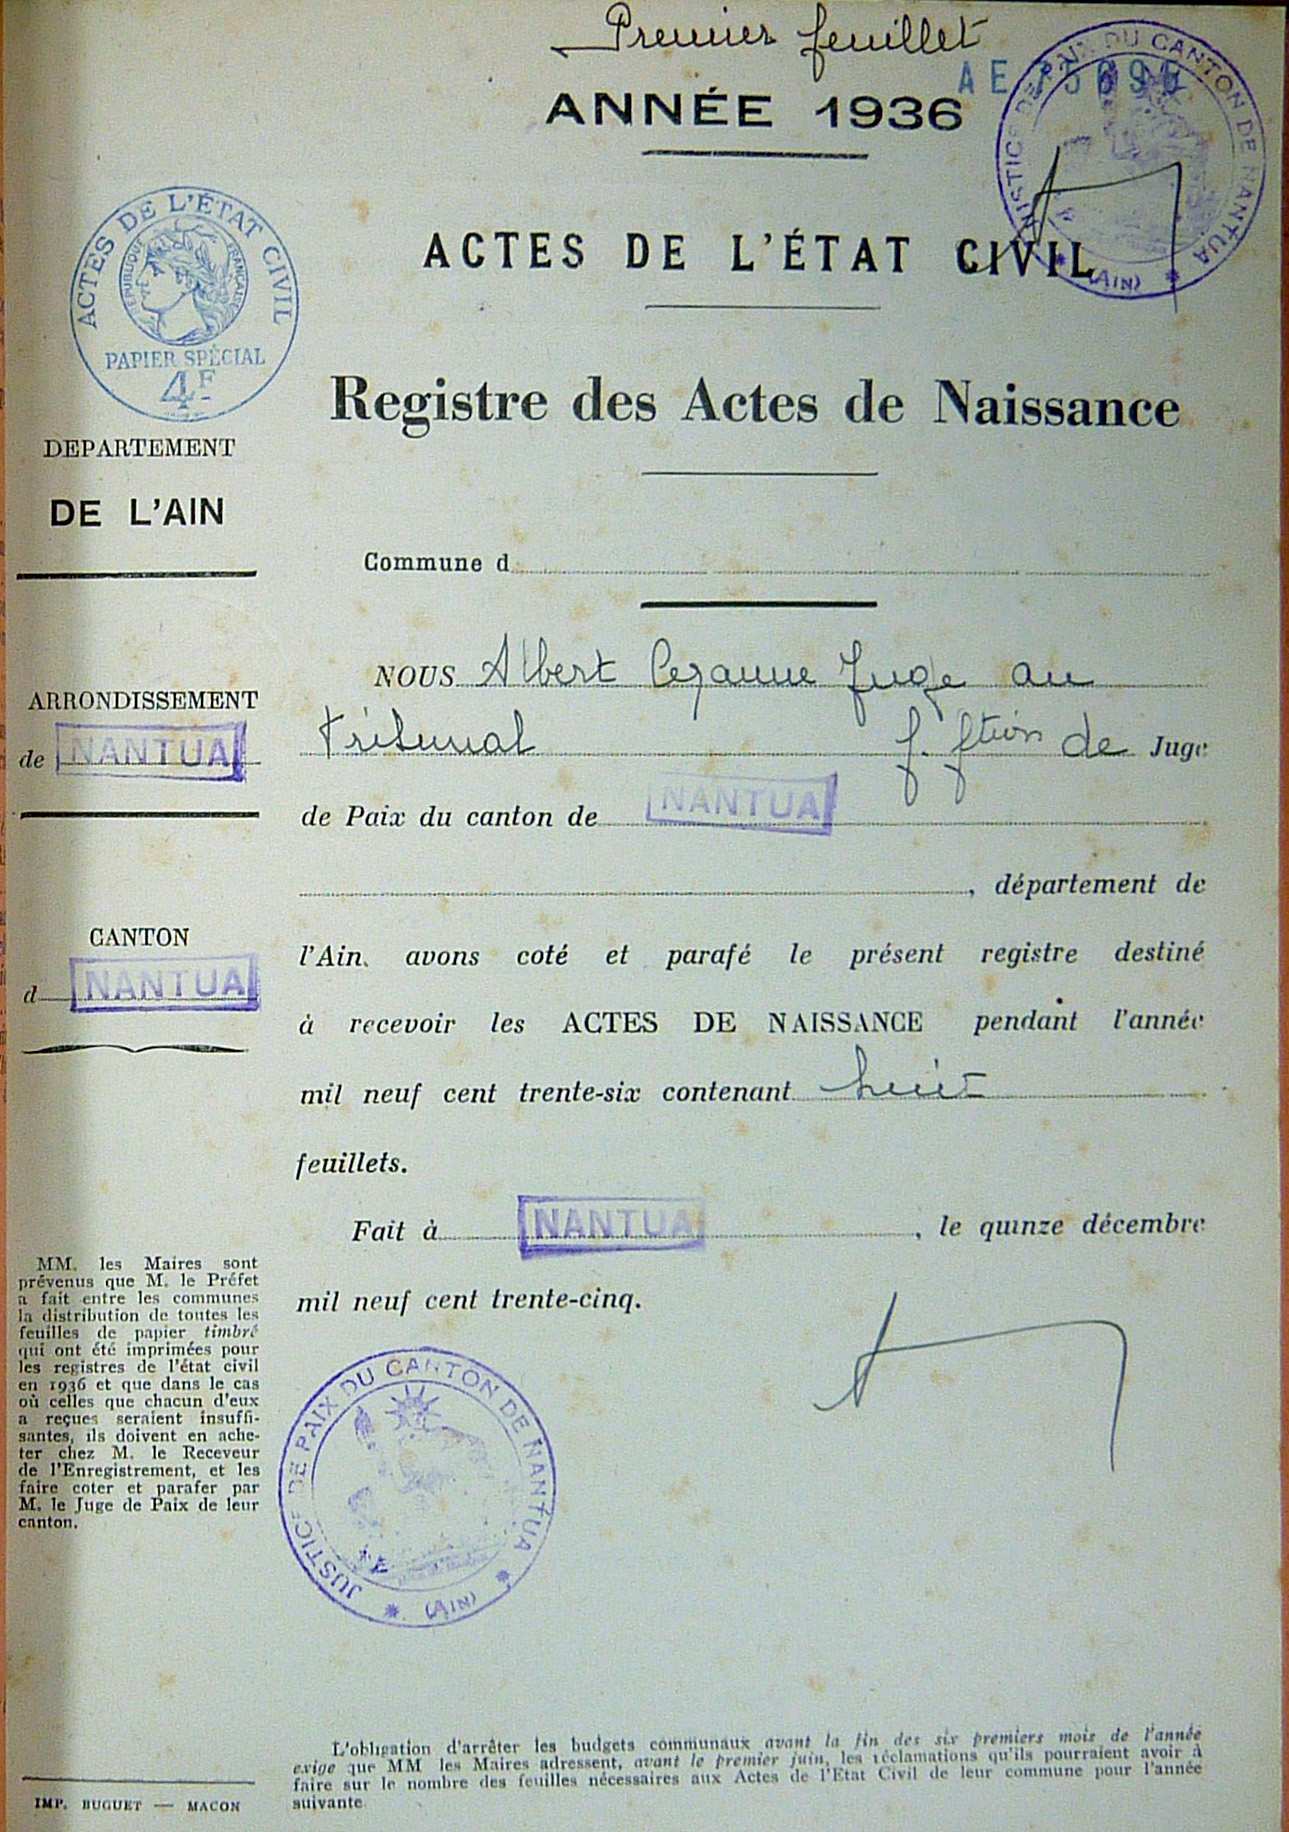 Premier feuillet
ANNÉE 1936
JUSTICE DE PAIX DU CANTON DE NANTUA
(AIN)
ACTES DE L'ÉTAT CIVIL
ACTES DE L'ÉTAT CIVIL
RÉPUBLIQUE FRANÇAISE
PAPIER SPÉCIAL
4F
Registre des Actes de Naissance
DEPARTEMENT
DE L'AIN
Commune d
ARRONDISSEMENT
de NANTUA
CANTON
d NANTUA
NOUS Albert Cezanne Juge au
tribunal f. ftion de Juge
de Paix du canton de NANTUA
, département de
l'Ain, avons coté et parafé le présent registre destiné
à recevoir les ACTES DE NAISSANCE pendant l'année
mil neuf cent trente-six contenant huit
feuillets.
Fait à NANTUA, le quinze décembre
mil neuf cent trente-cinq.
MM. les Maires sont
prévenus que M. le Préfet
a fait entre les communes
la distribution de toutes les
feuilles de papier timbré
qui ont été imprimées pour
les registres de l'état civil
en 1936 et que dans le cas
où celles que chacun d'eux
a reçues seraient insuffi-
santes, ils doivent en ache-
ter chez M. le Receveur
de l'Enregistrement, et les
faire coter et parafer par
M. le Juge de Paix de leur
canton.
JUSTICE DE PAIX DU CANTON DE NANTUA
(AIN)
L'obligation d'arrêter les budgets communaux avant la fin des six premiers mois de l'année
exige que MM les Maires adressent, avant le premier juin, les réclamations qu'ils pourraient avoir à
faire sur le nombre des feuilles nécessaires aux Actes de l'Etat Civil de leur commune pour l'année
suivante
IMP. BUGUET — MACON